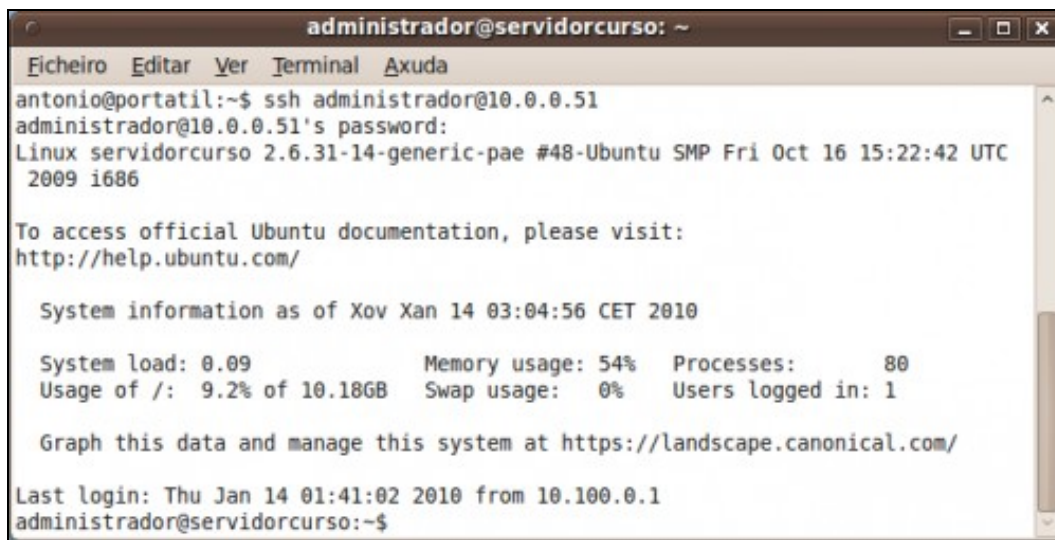 administrador@servidorcurso: ~
Ficheiro Editar Ver Terminal Axuda
antonio@portatil:~$ ssh administrador@10.0.0.51
administrador@10.0.0.51's password:
Linux servidorcurso 2.6.31-14-generic-pae #48-Ubuntu SMP Fri Oct 16 15:22:42 UTC
2009 i686
To access official Ubuntu documentation, please visit:
http://help.ubuntu.com/
System information as of Xov Xan 14 03:04:56 CET 2010
System load: 0.09 Memory usage: 54% Processes: 80
Usage of /: 9.2% of 10.18GB Swap usage: 0% Users logged in: 1
Graph this data and manage this system at https://landscape.canonical.com/
Last login: Thu Jan 14 01:41:02 2010 from 10.100.0.1
administrador@servidorcurso:~$